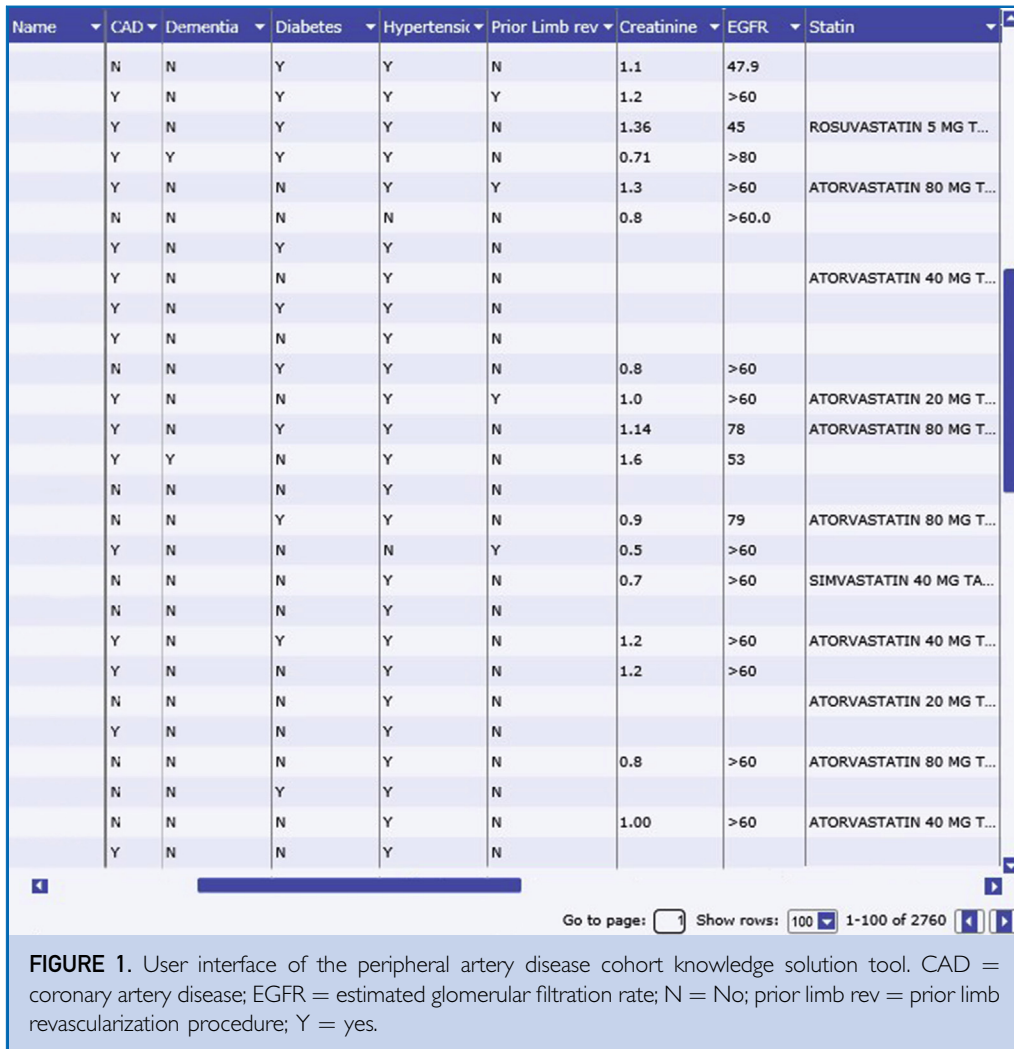 Name CAD Dementia Diabetes Hypertensic Prior Limb rev Creatinine EGFR Statin
N N Y Y N 1.1 47.9
Y N Y Y Y 1.2 >60
Y N Y Y N 1.36 45 ROSUVASTATIN 5 MG T...
Y Y Y Y N 0.71 >80
Y N N Y Y 1.3 >60 ATORVASTATIN 80 MG T...
N N N N N 0.8 >60.0
Y N Y Y N
Y N N Y N ATORVASTATIN 40 MG T...
Y N Y Y N
Y N N Y N
N N Y Y N 0.8 >60
Y N N Y Y 1.0 >60 ATORVASTATIN 20 MG T...
Y N Y Y N 1.14 78 ATORVASTATIN 80 MG T...
Y Y N Y N 1.6 53
N N N Y N
N N Y Y N 0.9 79 ATORVASTATIN 80 MG T...
Y N N N Y 0.5 >60
N N N Y N 0.7 >60 SIMVASTATIN 40 MG TA...
N N N Y N
Y N Y Y N 1.2 >60 ATORVASTATIN 40 MG T...
Y N N Y N 1.2 >60
N N N Y N ATORVASTATIN 20 MG T...
Y N N Y N
N N N Y N 0.8 >60 ATORVASTATIN 80 MG T...
N N Y Y N
N N N Y N 1.00 >60 ATORVASTATIN 40 MG T...
Y N N Y N
Go to page: 1 Show rows: 100 1-100 of 2760
FIGURE 1. User interface of the peripheral artery disease cohort knowledge solution tool. CAD =
coronary artery disease; EGFR = estimated glomerular filtration rate; N = No; prior limb rev = prior limb
revascularization procedure; Y = yes.